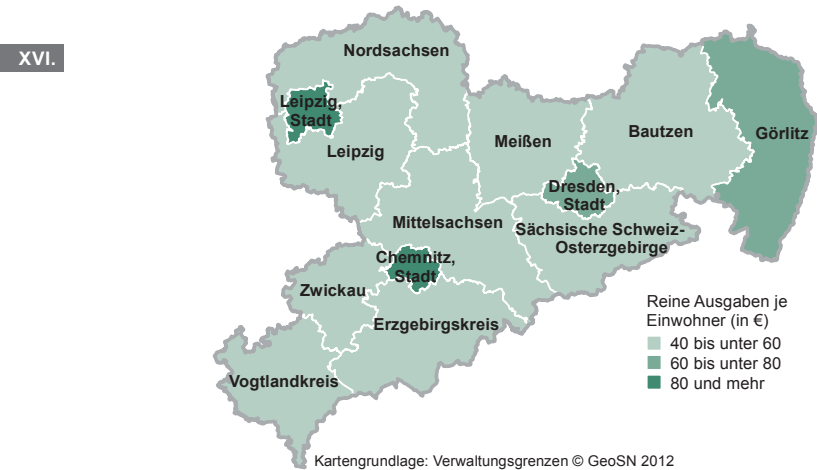 XVI.
Nordsachsen
Leipzig,
Stadt
Leipzig
Meißen
Bautzen
Görlitz
Dresden,
Stadt
Mittelsachsen
Sächsische Schweiz-
Osterzgebirge
Chemnitz,
Stadt
Zwickau
Erzgebirgskreis
Vogtlandkreis
Reine Ausgaben je
Einwohner (in €)
40 bis unter 60
60 bis unter 80
80 und mehr
Kartengrundlage: Verwaltungsgrenzen © GeoSN 2012